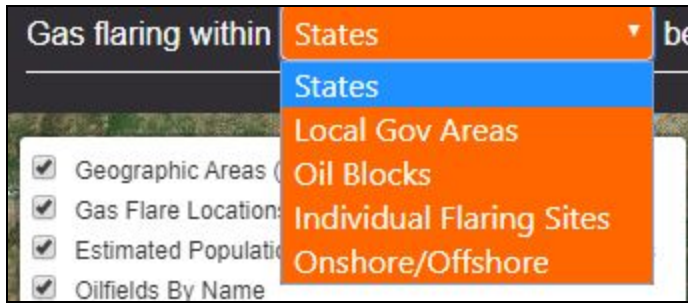 Gas flaring within States be
States
Local Gov Areas
Oil Blocks
Individual Flaring Sites
Onshore/Offshore
Geographic Areas (
Gas Flare Locations
Estimated Populatio s
Oilfields By Name